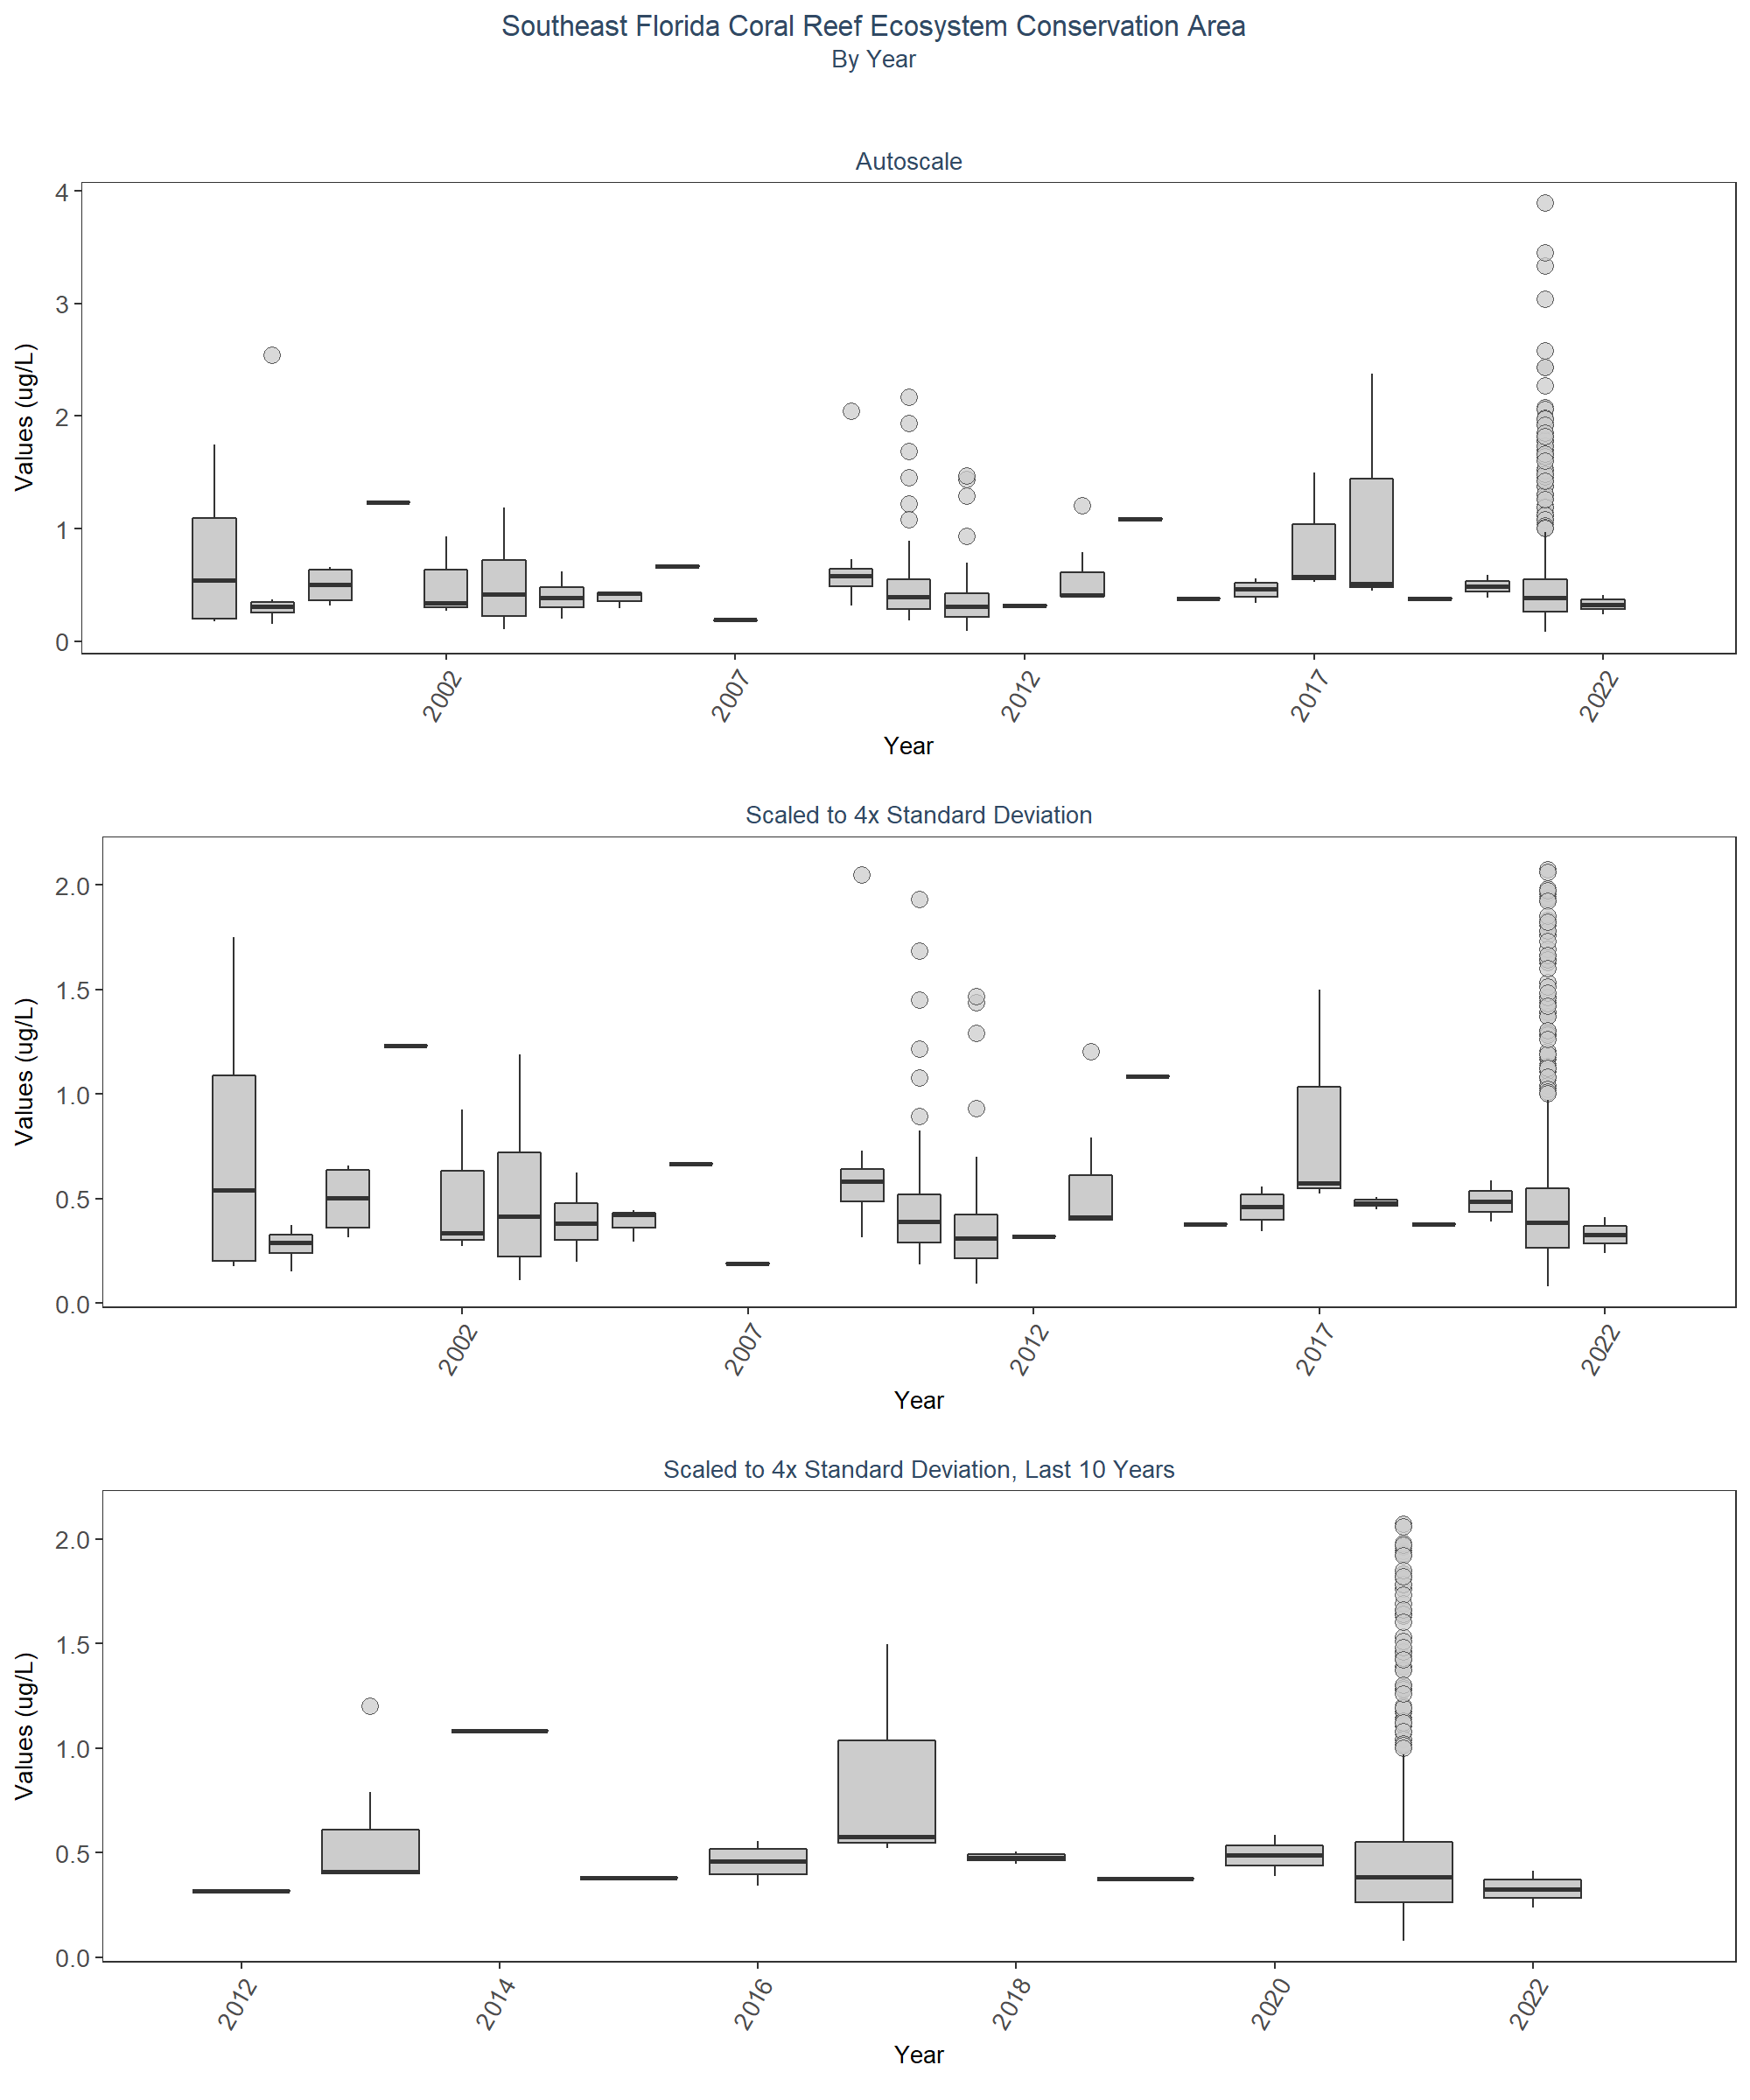 Southeast Florida Coral Reef Ecosystem Conservation Area
By Year
Autoscale
Values (ug/L)
4
3
2
1
0
2002 2007 2012 2017 2022
Year
Scaled to 4x Standard Deviation
Values (ug/L)
2.0
1.5
1.0
0.5
0.0
2002 2007 2012 2017 2022
Year
Scaled to 4x Standard Deviation, Last 10 Years
Values (ug/L)
2.0
1.5
1.0
0.5
0.0
2012 2014 2016 2018 2020 2022
Year